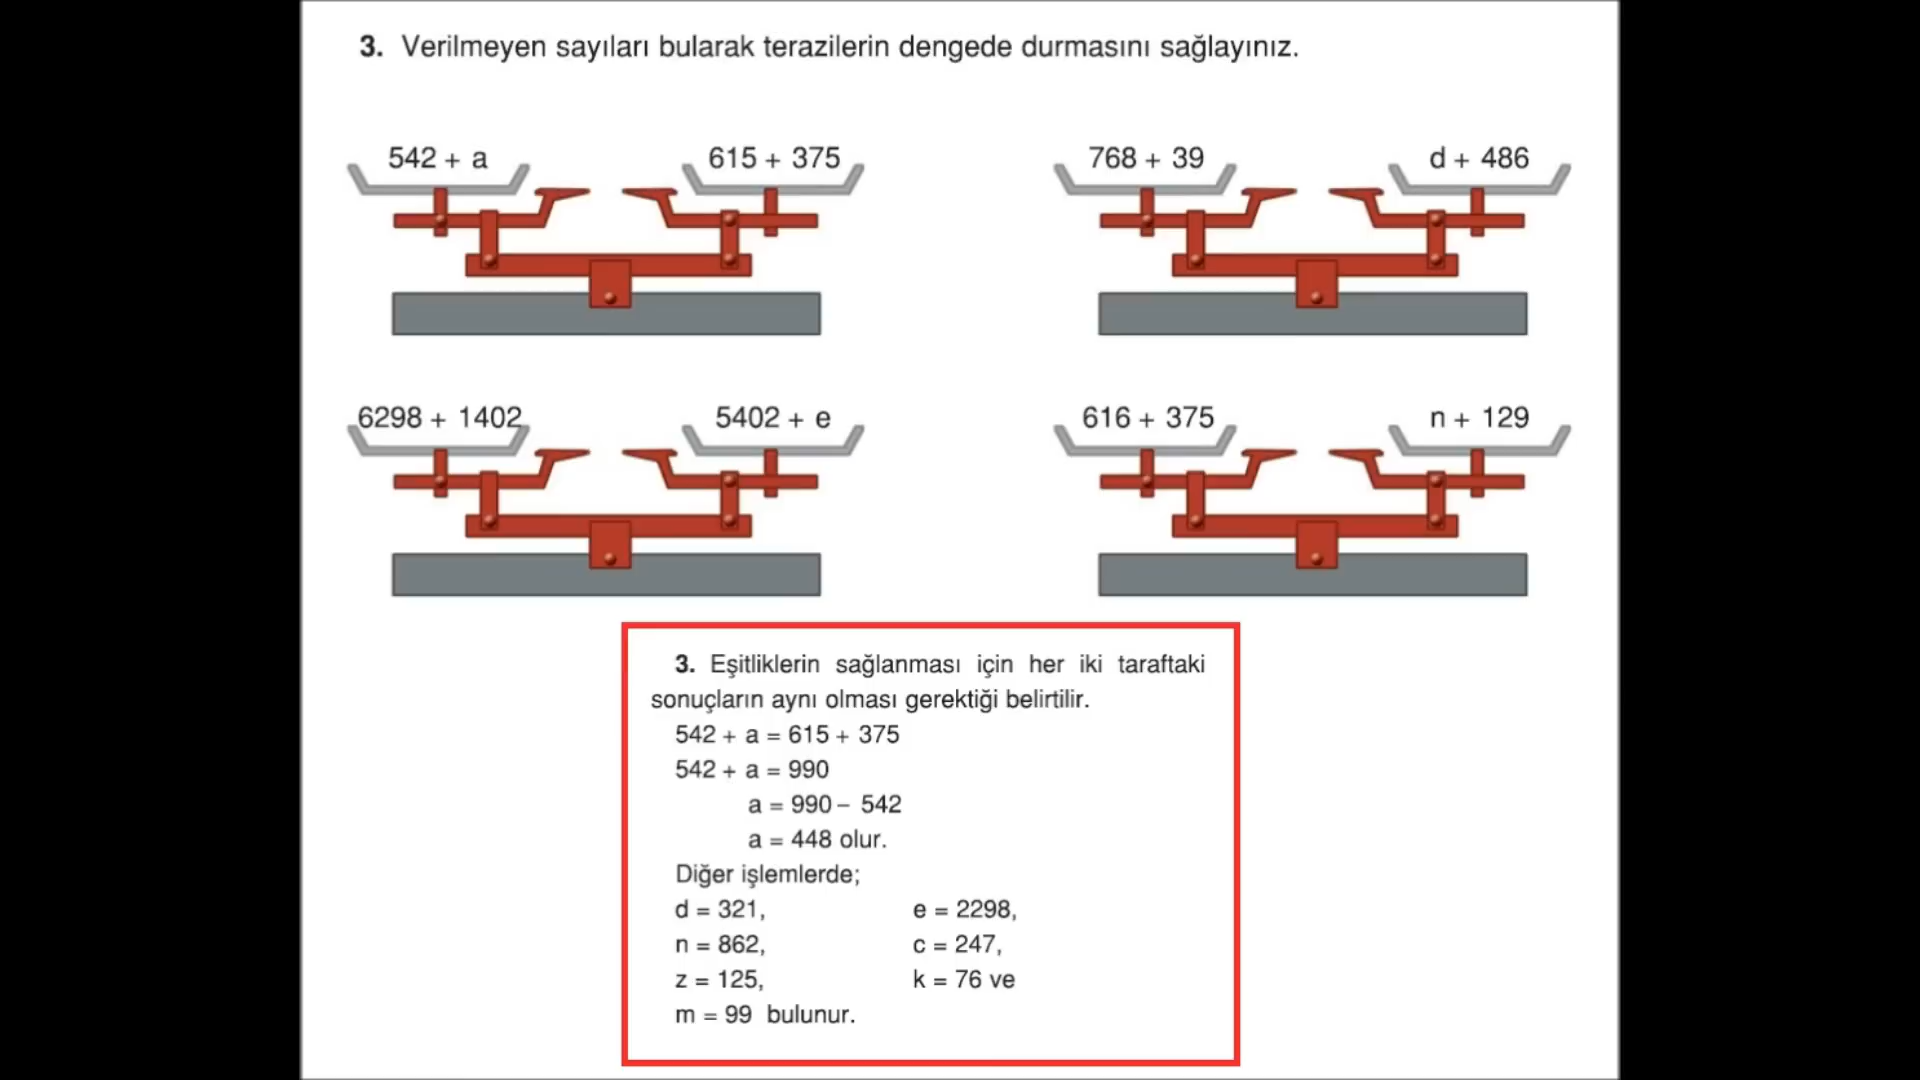 3. Verilmeyen sayıları bularak terazilerin dengede durmasını sağlayınız.
542 + a
615 + 375
768 + 39
d + 486
6298 + 1402
5402 + e
616 + 375
n + 129
3. Eşitliklerin sağlanması için her iki taraftaki
sonuçların aynı olması gerektiği belirtilir.
542 + a = 615 + 375
542 + a = 990
a = 990 – 542
a = 448 olur.
Diğer işlemlerde;
d = 321, e = 2298,
n = 862, c = 247,
z = 125, k = 76 ve
m = 99 bulunur.